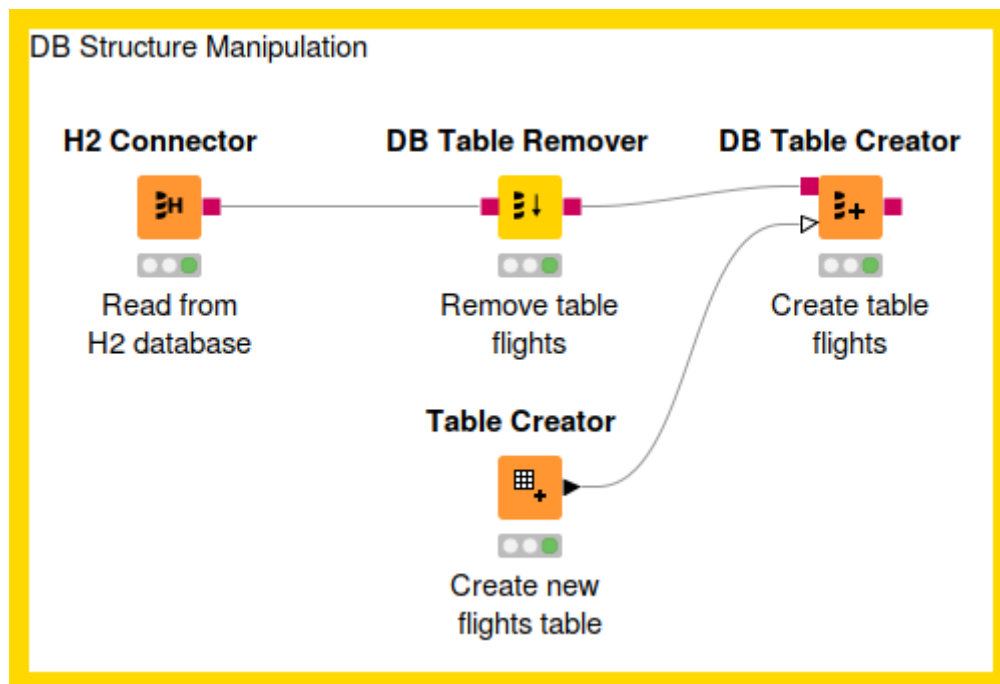 DB Structure Manipulation
H2 Connector
DB Table Remover
DB Table Creator
H
Read from
H2 database
Remove table
flights
Create table
flights
Table Creator
Create new
flights table